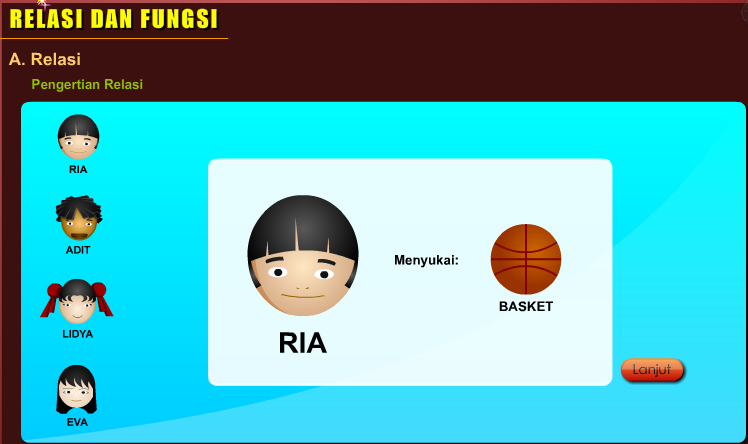 RELASI DAN FUNGSI
A. Relasi
Pengertian Relasi
RIA
ADIT
LIDYA
EVA
RIA
Menyukai:
BASKET
Lanjut